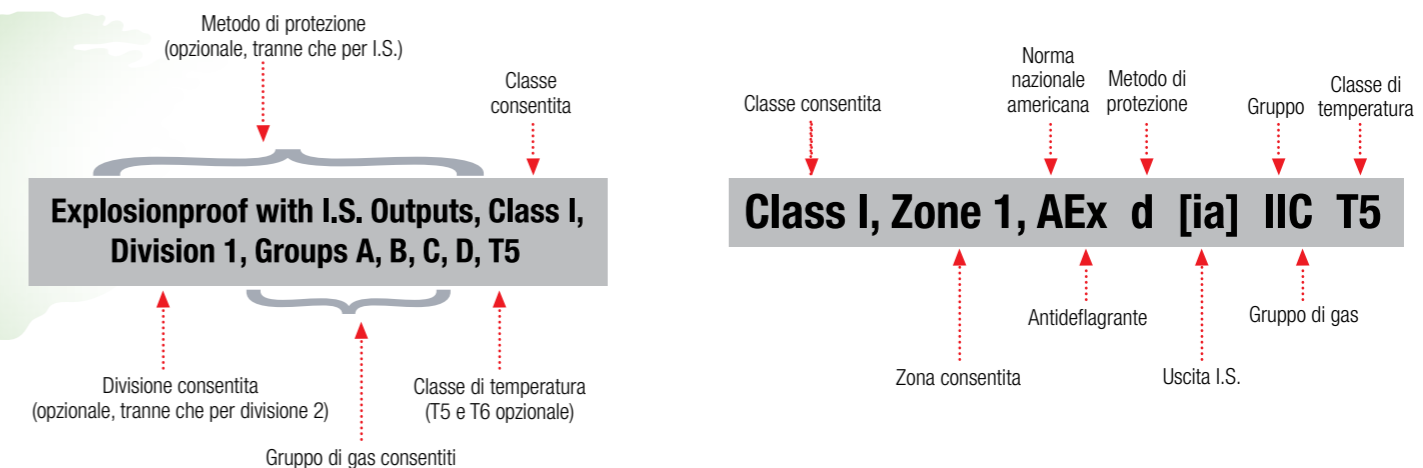 Metodo di protezione
(opzionale, tranne che per I.S.)
Classe
consentita
Explosionproof with I.S. Outputs, Class I,
Division 1, Groups A, B, C, D, T5
Divisione consentita
(opzionale, tranne che per divisione 2)
Classe di temperatura
(T5 e T6 opzionale)
Gruppo di gas consentiti
Classe consentita
Norma
nazionale
americana
Metodo di
protezione
Gruppo
Classe di
temperatura
Class I, Zone 1, AEx d [ia] IIC T5
Zona consentita
Antideflagrante
Uscita I.S.
Gruppo di gas